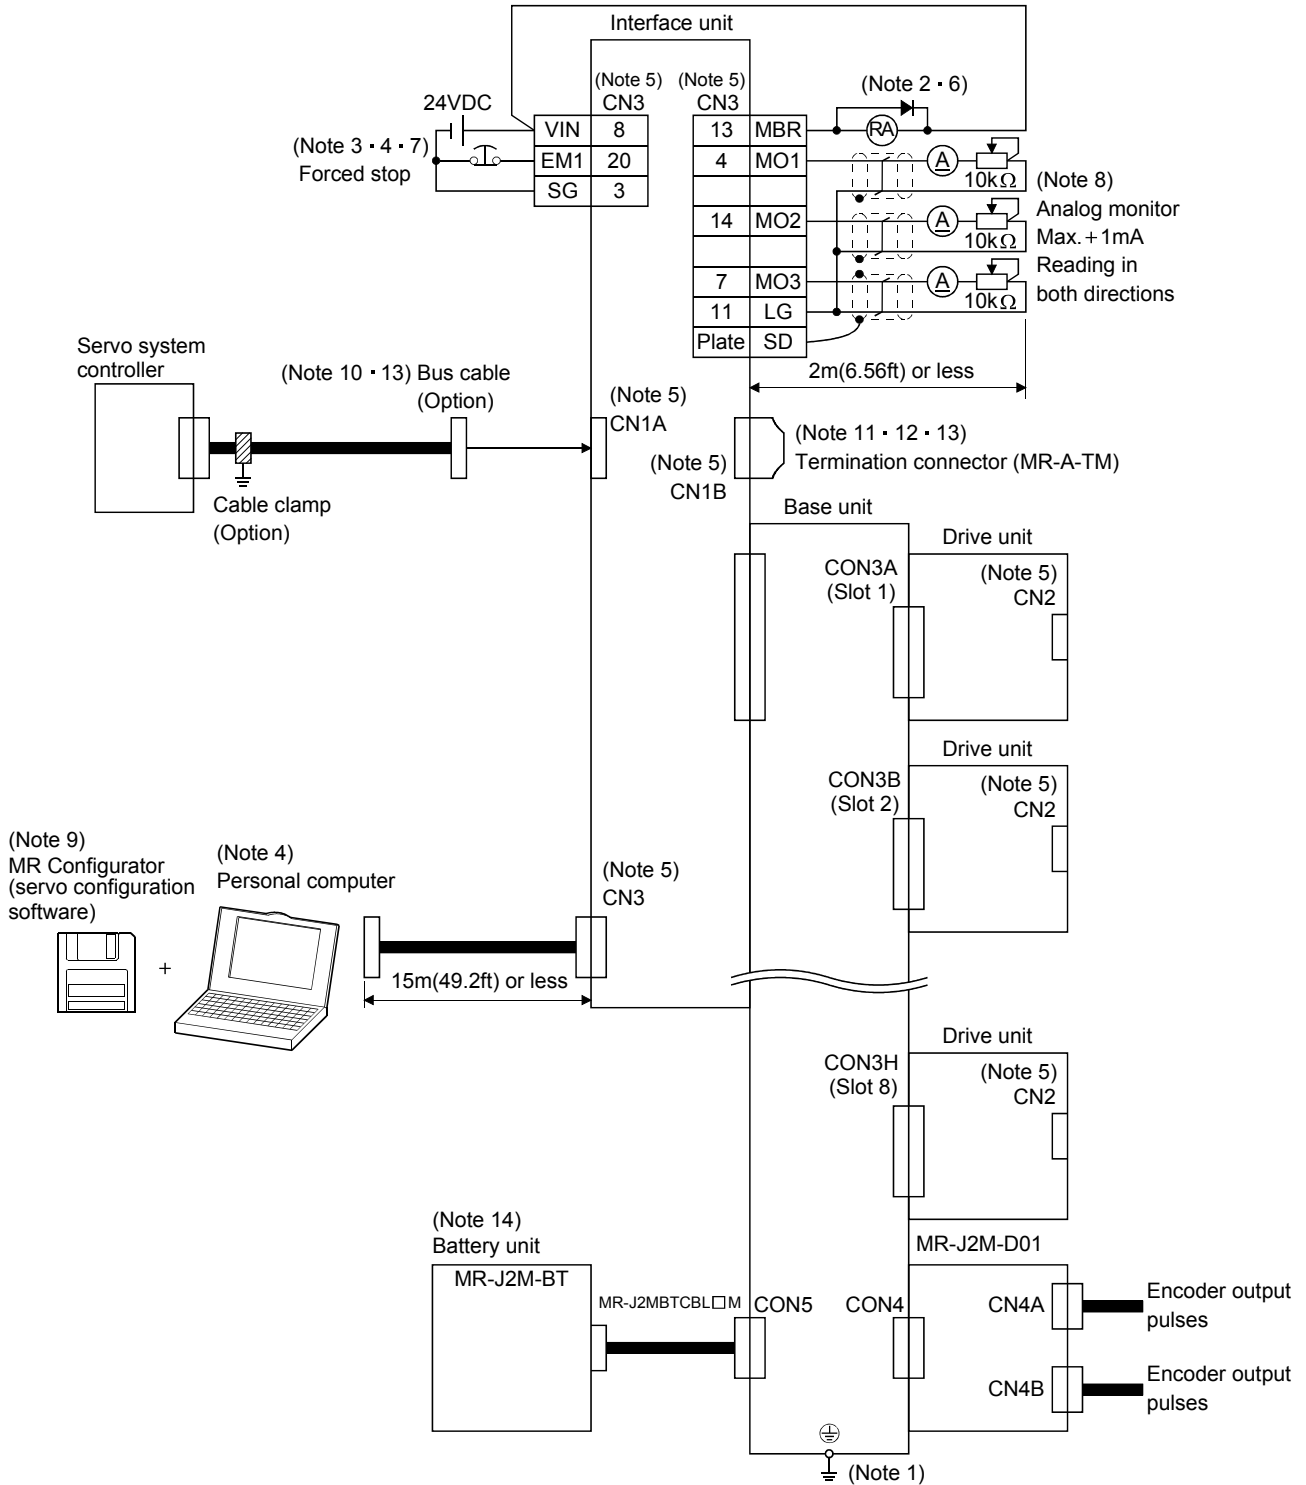 Interface unit
(Note 5)
CN3
(Note 5)
CN3
24VDC
(Note 3・4・7)
Forced stop
VIN 8
EM1 20
SG 3
13 MBR
4 MO1
14 MO2
7 MO3
11 LG
Plate SD
(Note 2・6)
RA
A
10kΩ
A
10kΩ
A
10kΩ
(Note 8)
Analog monitor
Max.+1mA
Reading in
both directions
2m(6.56ft) or less
Servo system
controller
(Note 10・13) Bus cable
(Option)
Cable clamp
(Option)
(Note 5)
CN1A
(Note 5)
CN1B
(Note 11・12・13)
Termination connector (MR-A-TM)
Base unit
Drive unit
CON3A
(Slot 1)
(Note 5)
CN2
Drive unit
CON3B
(Slot 2)
(Note 5)
CN2
(Note 9)
MR Configurator
(servo configuration
software)
+
(Note 4)
Personal computer
(Note 5)
CN3
15m(49.2ft) or less
Drive unit
CON3H
(Slot 8)
(Note 5)
CN2
(Note 14)
Battery unit
MR-J2M-BT
MR-J2MBTCBL□M
CON5
CON4
MR-J2M-D01
CN4A
Encoder output
pulses
CN4B
Encoder output
pulses
(Note 1)